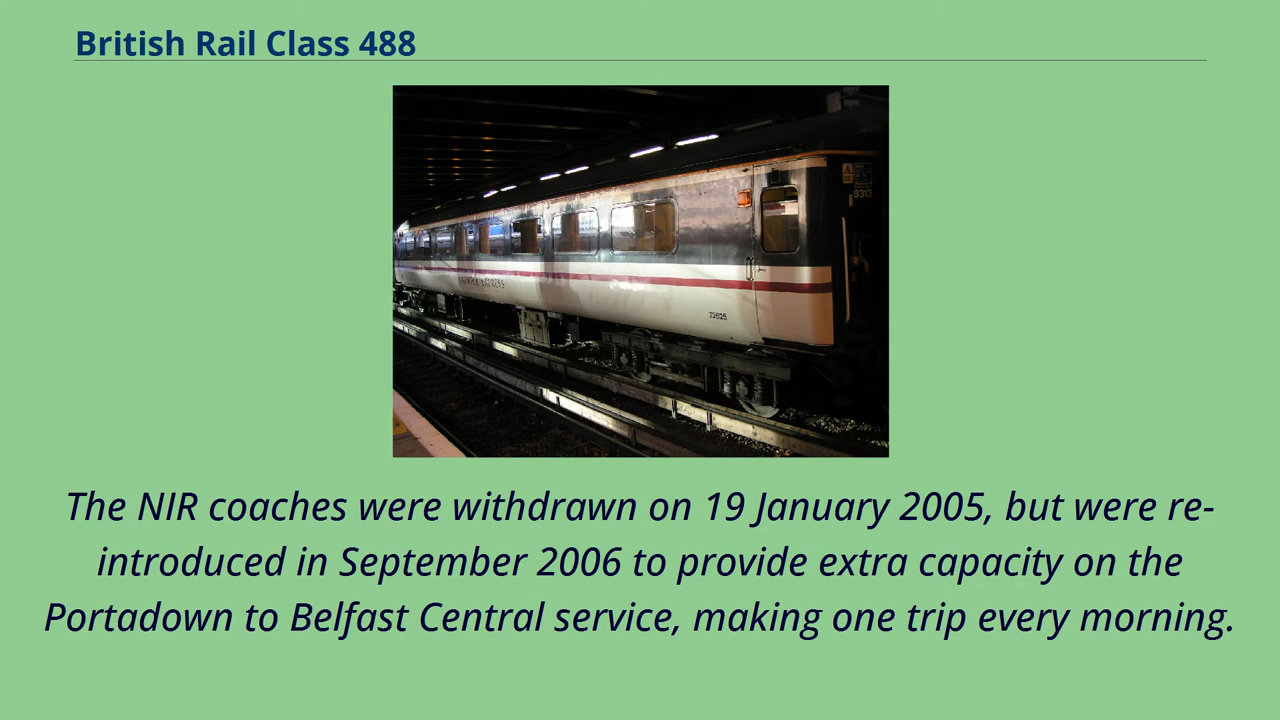 British Rail Class 488
8313
72625
The NIR coaches were withdrawn on 19 January 2005, but were re-
introduced in September 2006 to provide extra capacity on the
Portadown to Belfast Central service, making one trip every morning.